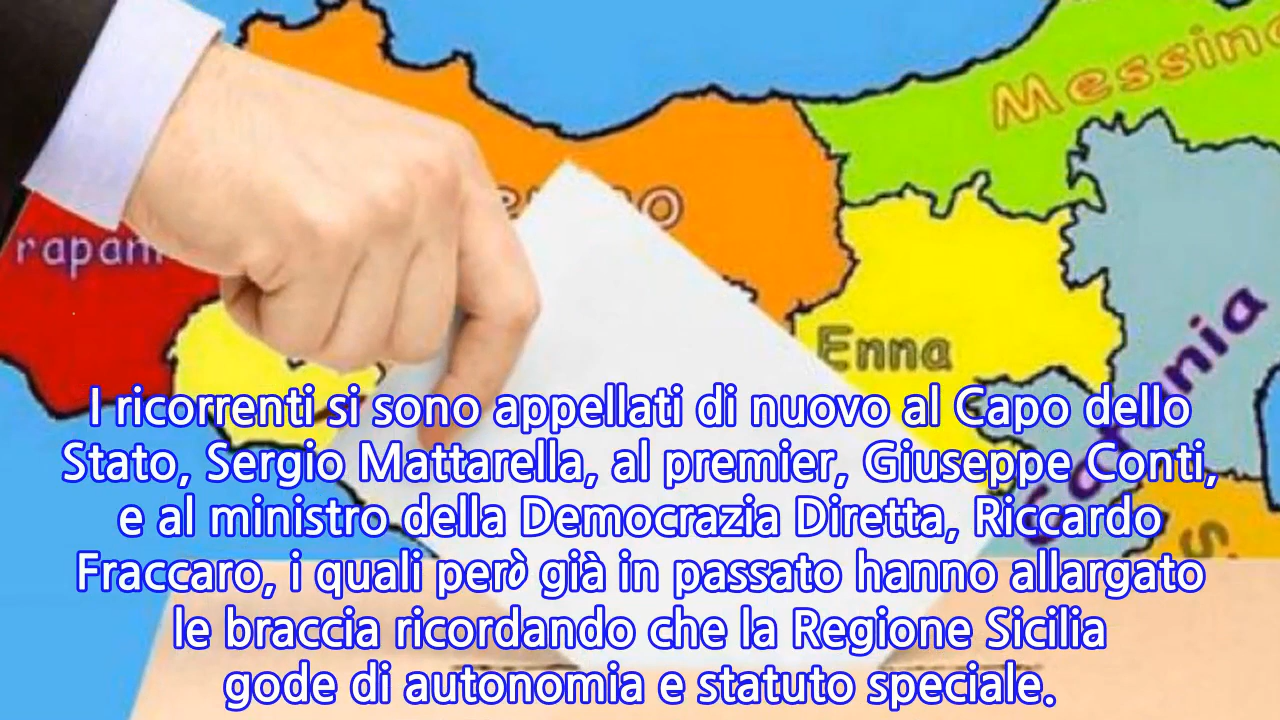 Messina
rapani
Enna
Catania
I ricorrenti si sono appellati di nuovo al Capo dello
Stato, Sergio Mattarella, al premier, Giuseppe Conti,
e al ministro della Democrazia Diretta, Riccardo
Fraccaro, i quali però già in passato hanno allargato
le braccia ricordando che la Regione Sicilia
gode di autonomia e statuto speciale.